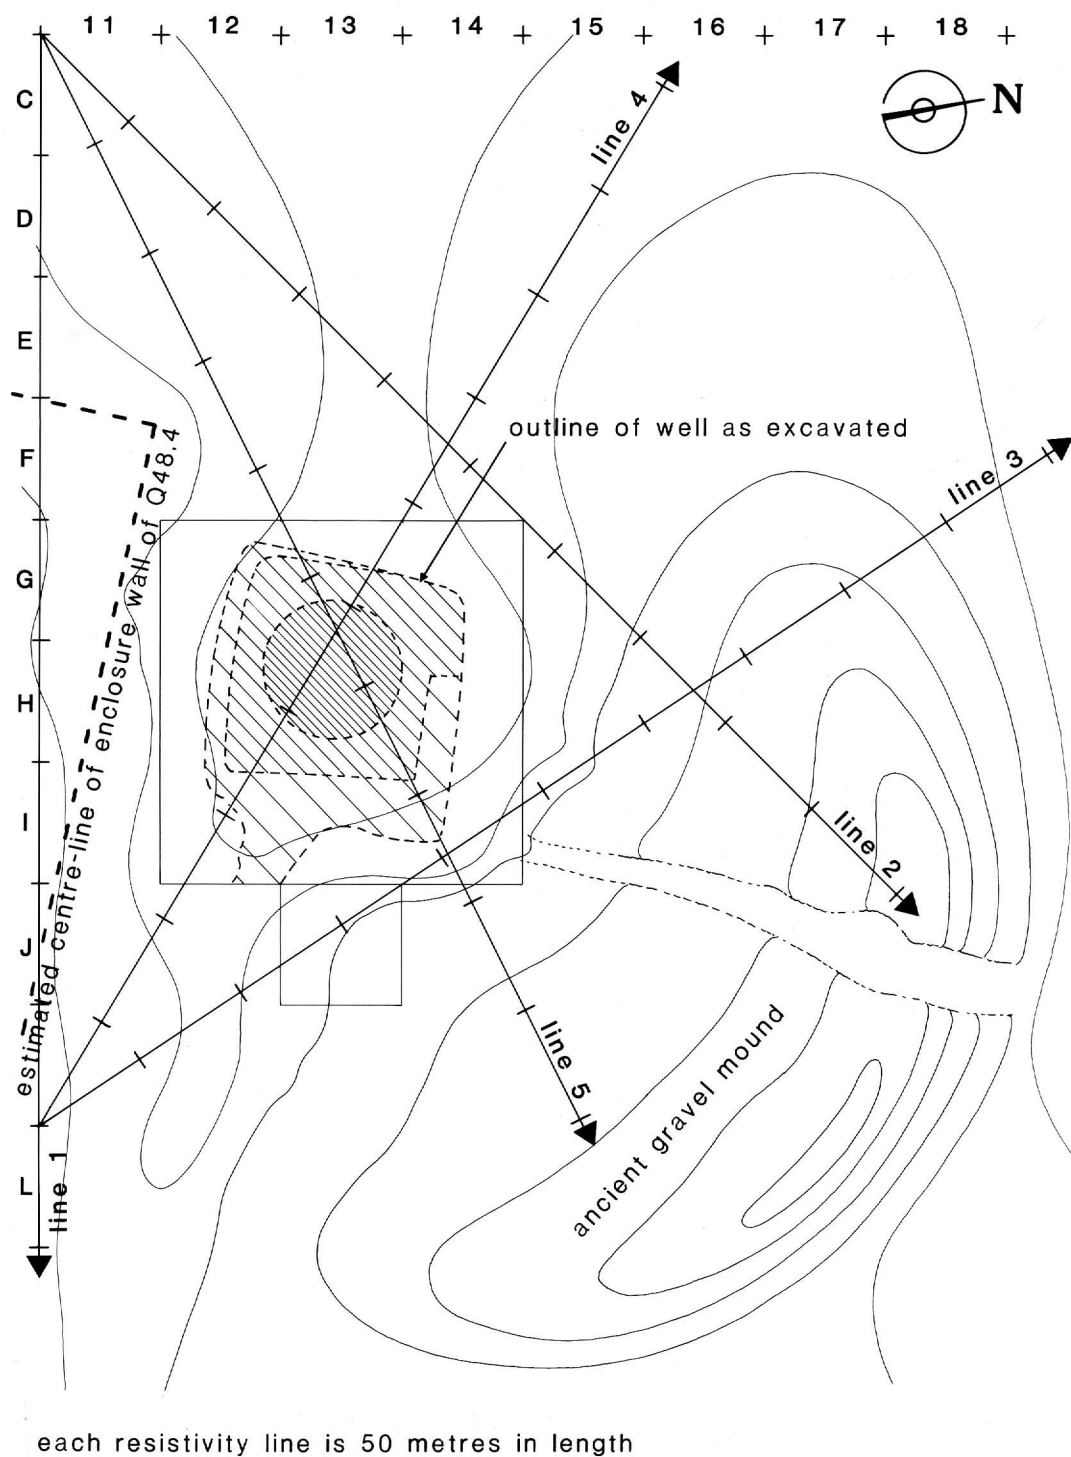 11 12 13 14 15 16 17 18
N
C
D
E
F
G
H
I
J
L
line 4
outline of well as excavated
line 3
estimated centre-line of enclosure wall of Q48.4
line 2
line 5
ancient gravel mound
line 1
each resistivity line is 50 metres in length